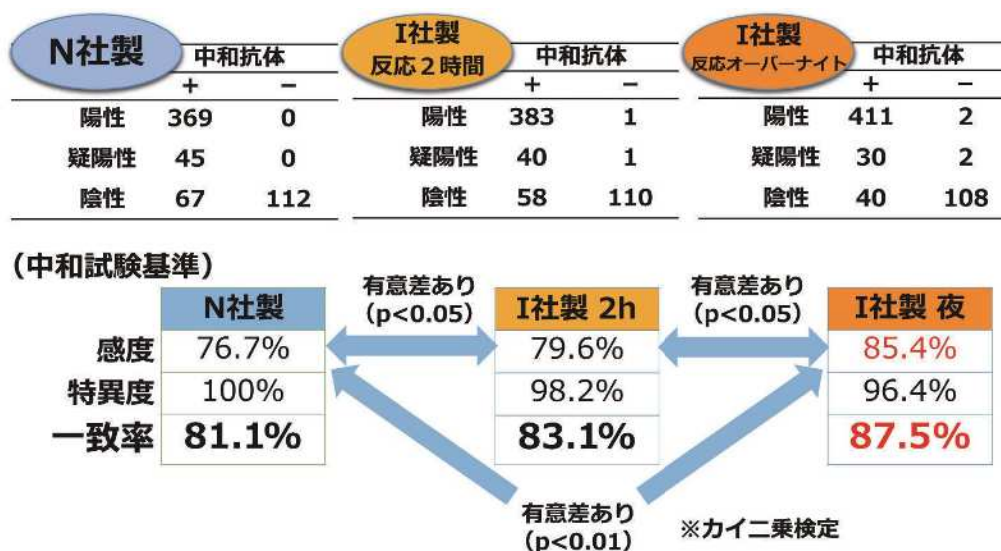 N社製
中和抗体
+ −
陽性 369 0
疑陽性 45 0
陰性 67 112
I社製
反応2時間
中和抗体
+ −
陽性 383 1
疑陽性 40 1
陰性 58 110
I社製
反応オーバーナイト
中和抗体
+ −
陽性 411 2
疑陽性 30 2
陰性 40 108
(中和試験基準)
有意差あり
(p<0.05)
有意差あり
(p<0.05)
N社製 I社製 2h I社製 夜
感度 76.7% 79.6% 85.4%
特異度 100% 98.2% 96.4%
一致率 81.1% 83.1% 87.5%
有意差あり
(p<0.01)
※カイ二乗検定